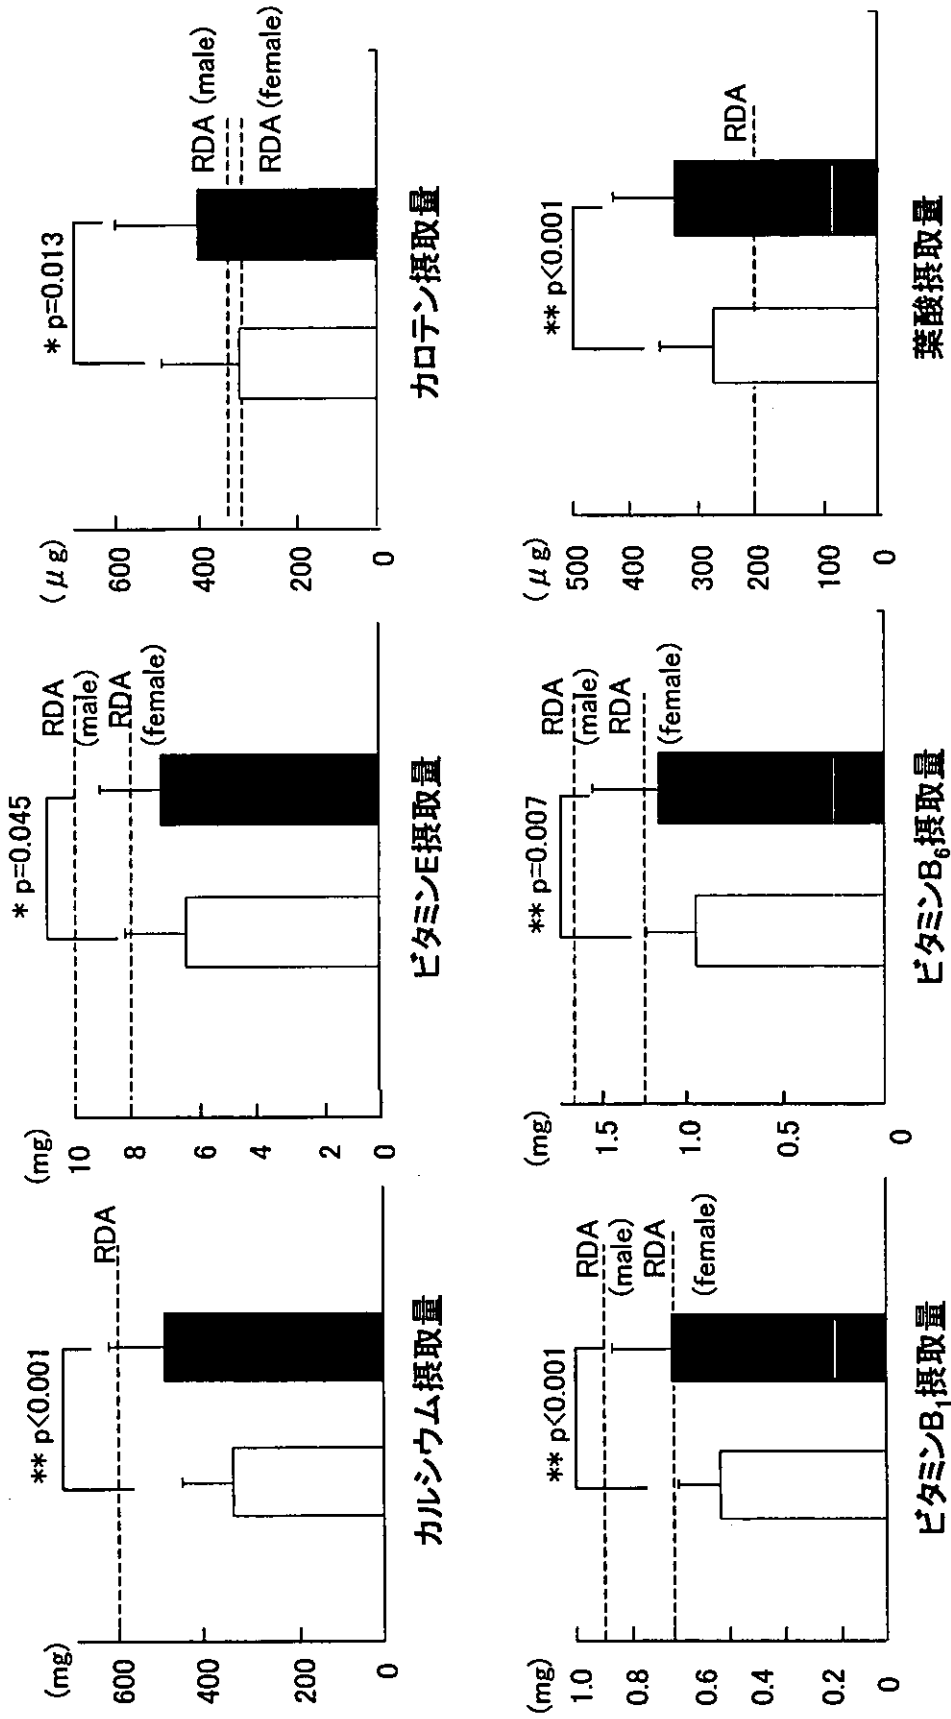 (mg)
600
400
200
0
** p<0.001
RDA
カルシウム摂取量
(mg)
10
8
6
4
2
0
* p=0.045
RDA
(male)
RDA
(female)
ビタミンE摂取量
(μg)
600
400
200
0
* p=0.013
RDA (male)
RDA (female)
カロテン摂取量
(mg)
1.0
0.8
0.6
0.4
0.2
0
** p<0.001
RDA
(male)
RDA
(female)
ビタミンB₁摂取量
(mg)
1.5
1.0
0.5
0
** p=0.007
RDA
(male)
RDA
(female)
ビタミンB₆摂取量
(μg)
500
400
300
200
100
0
** p<0.001
RDA
葉酸摂取量